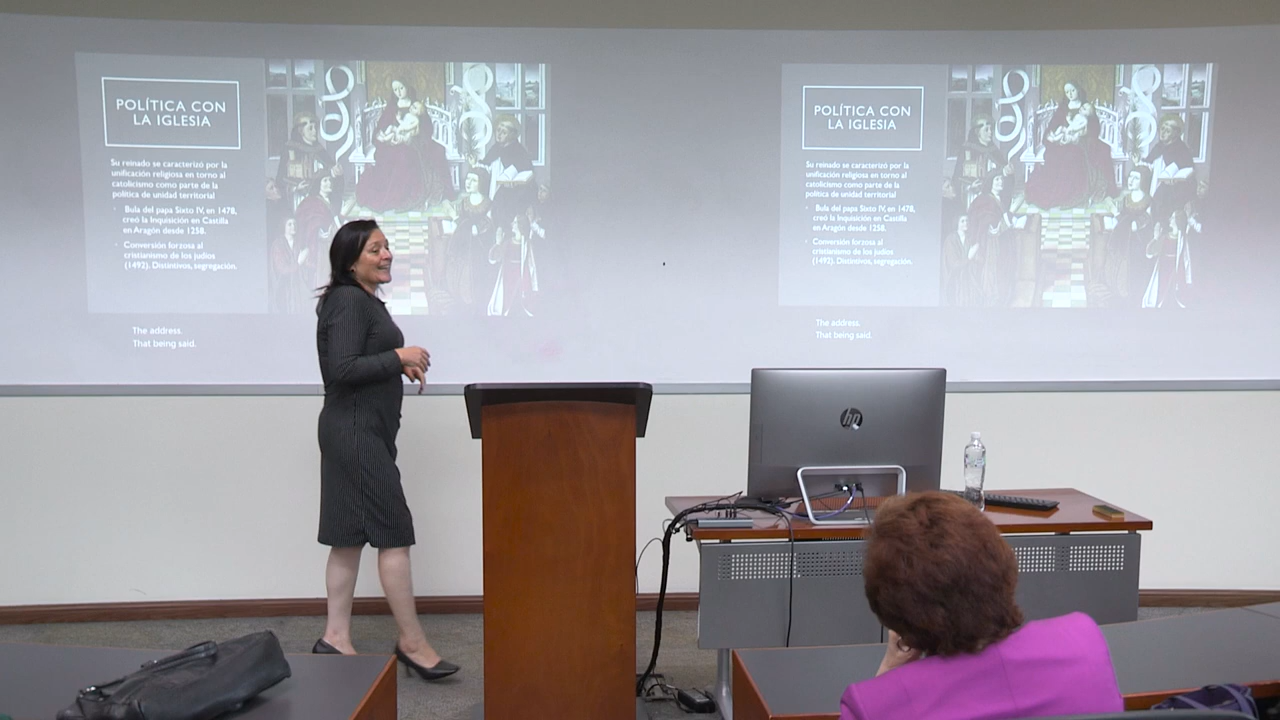 POLÍTICA CON
LA IGLESIA
Su reinado se caracterizó por la
unificación religiosa en torno al
catolicismo como parte de la
política de unidad territorial
Bula del papa Sixto IV, en 1478,
creó la Inquisición en Castilla
en Aragón desde 1258.
Conversión forzosa al
cristianismo de los judíos
(1492). Distintivos, segregación.
The address.
That being said.
POLÍTICA CON
LA IGLESIA
Su reinado se caracterizó por la
unificación religiosa en torno al
catolicismo como parte de la
política de unidad territorial
Bula del papa Sixto IV, en 1478,
creó la Inquisición en Castilla
en Aragón desde 1258.
Conversión forzosa al
cristianismo de los judíos
(1492). Distintivos, segregación.
The address.
That being said.
hp